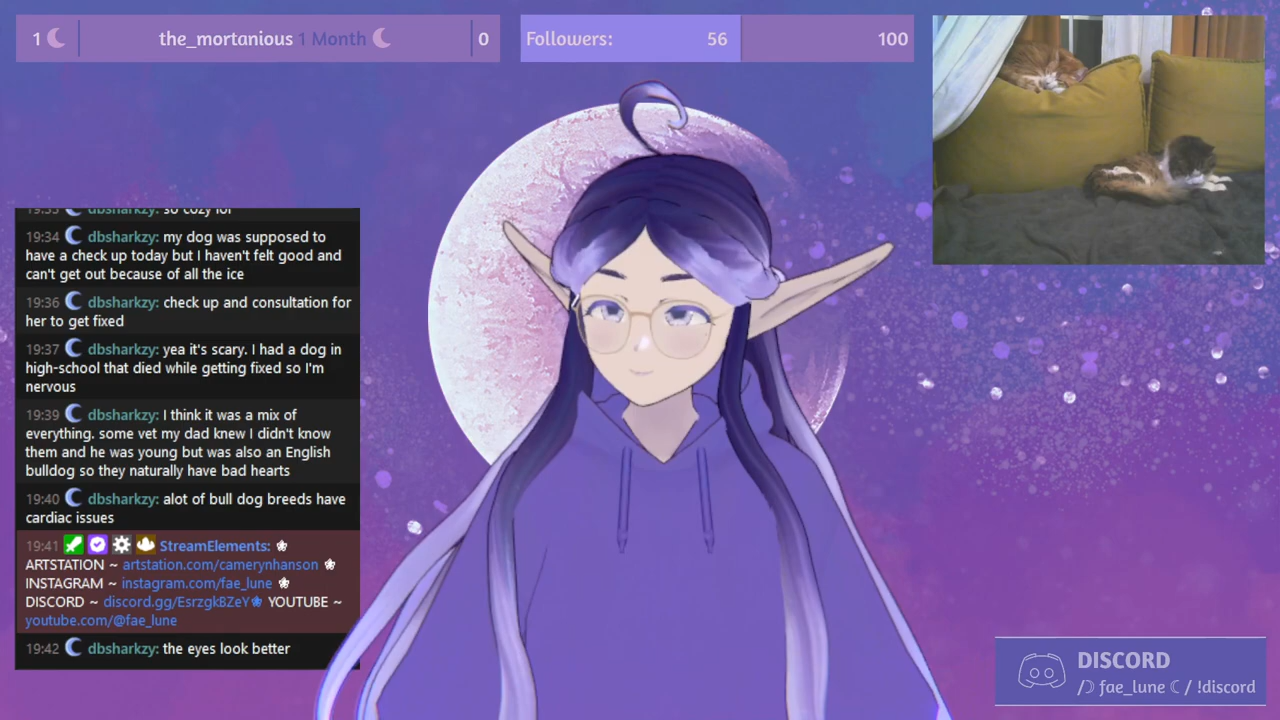 1 the_mortanious 1 Month 0
Followers: 56 100
dbsharkzy: so cozy lol
19:34 dbsharkzy: my dog was supposed to
have a check up today but I haven't felt good and
can't get out because of all the ice
19:36 dbsharkzy: check up and consultation for
her to get fixed
19:37 dbsharkzy: yea it's scary. I had a dog in
high-school that died while getting fixed so I'm
nervous
19:39 dbsharkzy: I think it was a mix of
everything. some vet my dad knew I didn't know
them and he was young but was also an English
bulldog so they naturally have bad hearts
19:40 dbsharkzy: alot of bull dog breeds have
cardiac issues
19:41 StreamElements: ❀
ARTSTATION ~ artstation.com/camerynhanson ❀
INSTAGRAM ~ instagram.com/fae_lune ❀
DISCORD ~ discord.gg/EsrzgkBZeY❀ YOUTUBE ~
youtube.com/@fae_lune
19:42 dbsharkzy: the eyes look better
DISCORD
/☽ fae_lune ☾ / !discord